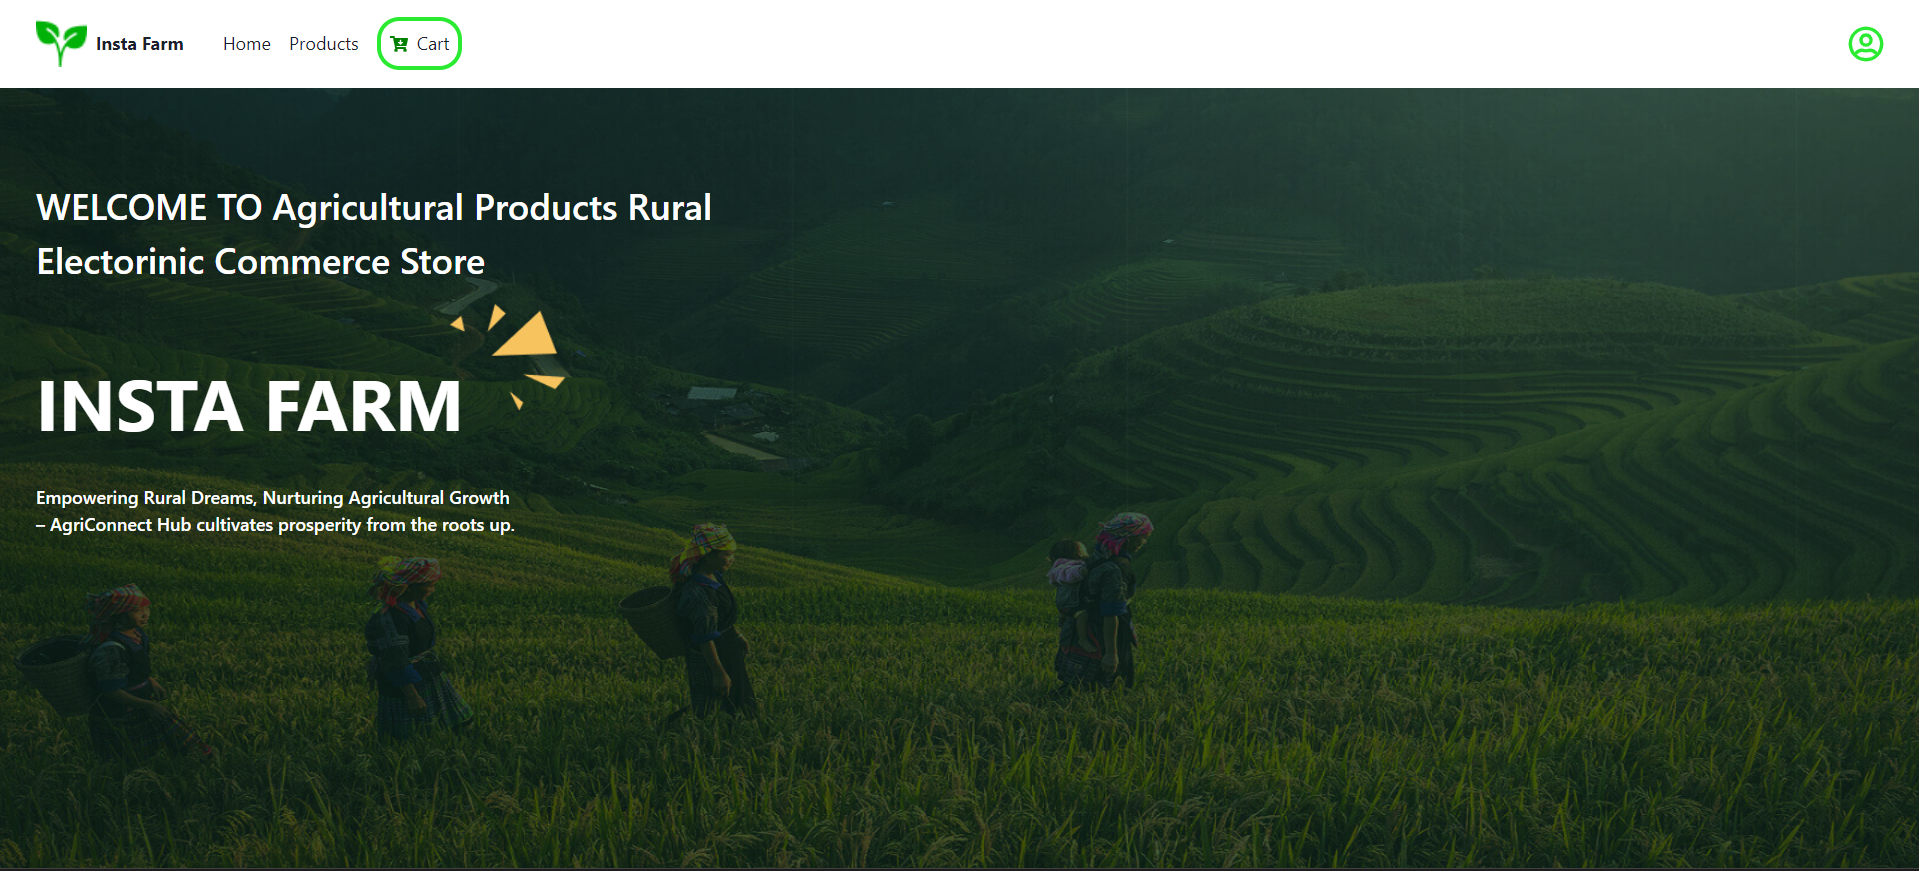 Insta Farm
Home
Products
Cart
WELCOME TO Agricultural Products Rural
Electorinic Commerce Store
INSTA FARM
Empowering Rural Dreams, Nurturing Agricultural Growth
– AgriConnect Hub cultivates prosperity from the roots up.